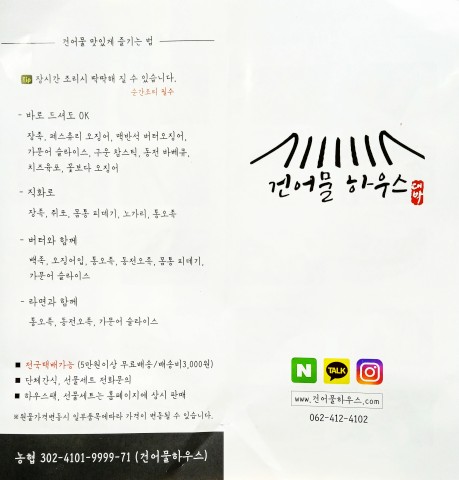 건어물 맛있게 즐기는 법
Tip 장시간 조리시 딱딱해 질 수 있습니다.
순간조리 필수
- 바로 드셔도 OK
장족, 페스츄리 오징어, 맥반석 버터오징어,
가문어 슬라이스, 구운 참스틱, 동전 바베큐,
치즈육포, 꽃보다 오징어
- 직화로
장족, 쥐포, 몸통 피데기, 노가리, 통오족
- 버터와 함께
백족, 오징어입, 통오족, 동전오족, 몸통 피데기,
가문어 슬라이스
- 라면과 함께
통오족, 동전오족, 가문어 슬라이스
■ 전국택배가능 (5만원이상 무료배송/배송비3,000원)
■ 단체간식, 선물세트 전화문의
■ 하우스팩, 선물세트는 홈페이지에 상시 판매
※원물가격변동시 일부품목에따라 가격이 변동될 수 있습니다.
농협 302-4101-9999-71 (건어물하우스)
건어물 하우스 대박
N TALK
www.건어물하우스.com
062-412-4102